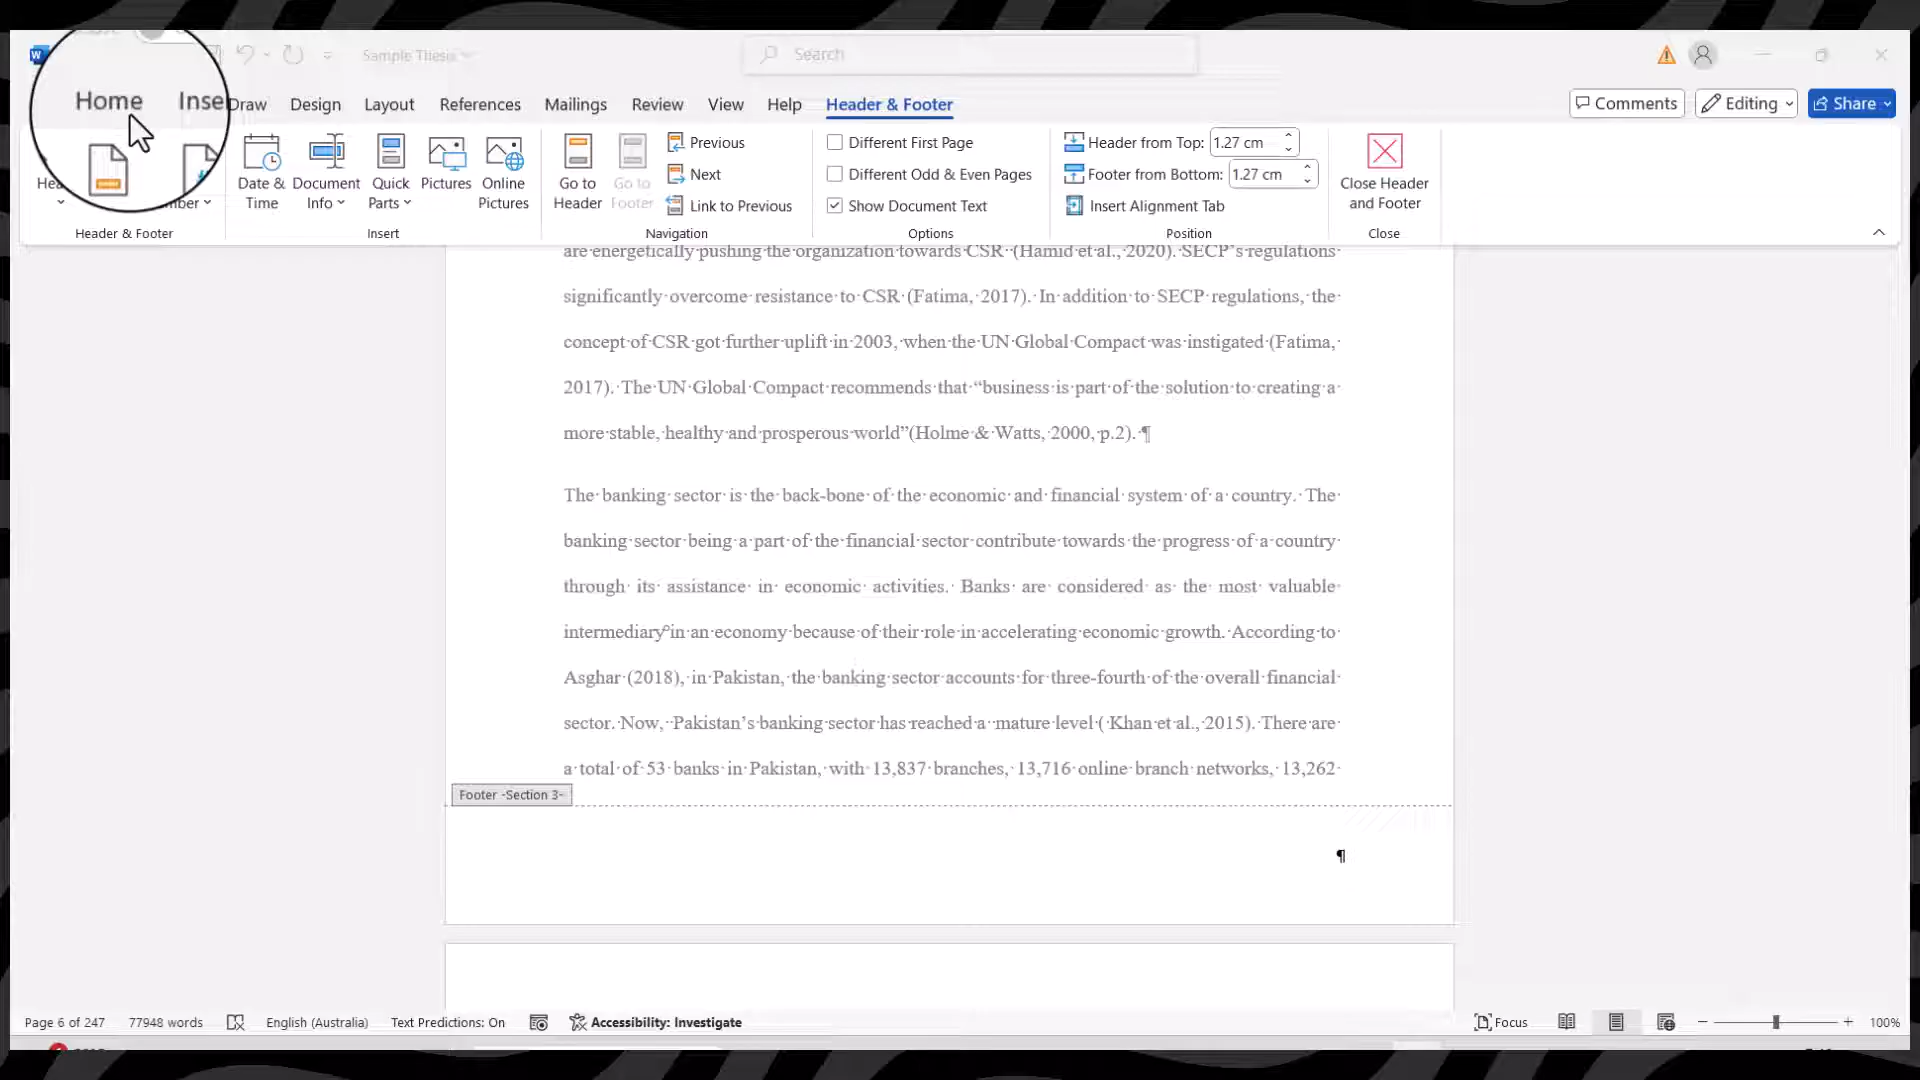 Sample Thesis
Search
Home Inse Draw Design Layout References Mailings Review View Help Header & Footer
Comments Editing Share
Date & Time
Document Info
Quick Parts
Pictures
Online Pictures
Go to Header
Go to Footer
Previous
Next
Link to Previous
Different First Page
Different Odd & Even Pages
Show Document Text
Header from Top: 1.27 cm
Footer from Bottom: 1.27 cm
Insert Alignment Tab
Close Header and Footer
Header & Footer Insert Navigation Options Position Close
are energetically pushing the organization towards CSR (Hamid et al., 2020). SECP's regulations
significantly overcome resistance to CSR (Fatima, 2017). In addition to SECP regulations, the
concept of CSR got further uplift in 2003, when the UN Global Compact was instigated (Fatima,
2017). The UN Global Compact recommends that “business is part of the solution to creating a
more stable, healthy and prosperous world”(Holme & Watts, 2000, p.2). ¶
The banking sector is the back-bone of the economic and financial system of a country. The
banking sector being a part of the financial sector contribute towards the progress of a country
through its assistance in economic activities. Banks are considered as the most valuable
intermediary in an economy because of their role in accelerating economic growth. According to
Asghar (2018), in Pakistan, the banking sector accounts for three-fourth of the overall financial
sector. Now, Pakistan’s banking sector has reached a mature level ( Khan et al., 2015). There are
a total of 53 banks in Pakistan, with 13,837 branches, 13,716 online branch networks, 13,262
Footer -Section 3-
¶
Page 6 of 247 77948 words English (Australia) Text Predictions: On Accessibility: Investigate Focus 100%